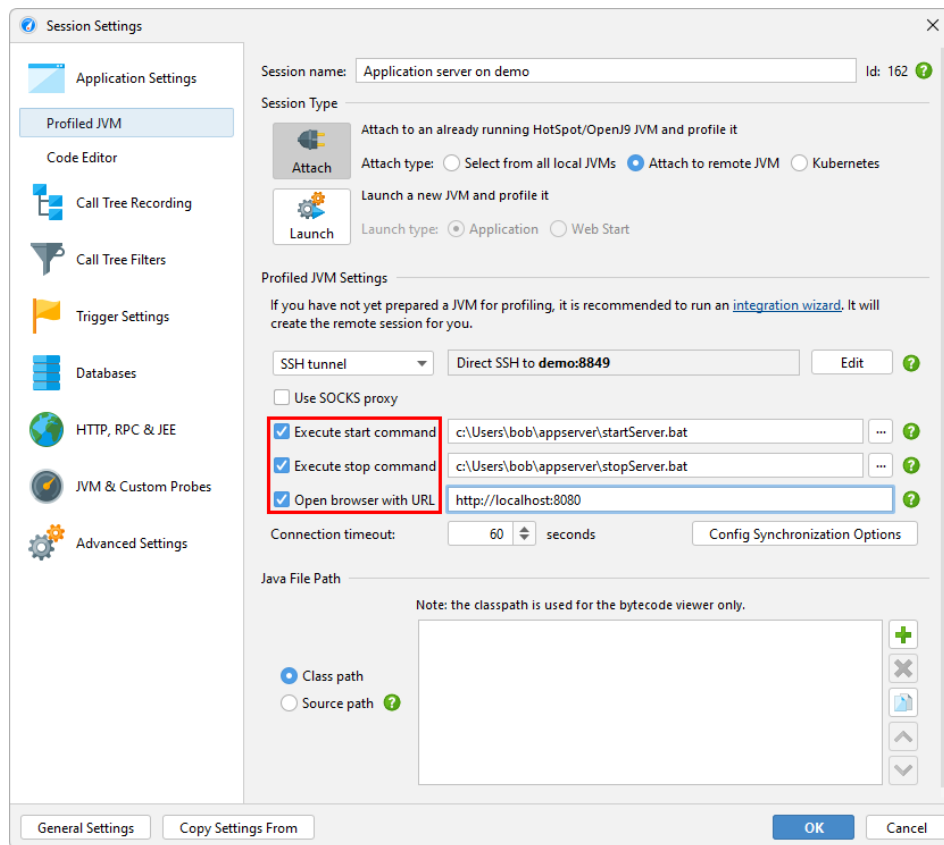 Session Settings
Application Settings
Profiled JVM
Code Editor
Call Tree Recording
Call Tree Filters
Trigger Settings
Databases
HTTP, RPC & JEE
JVM & Custom Probes
Advanced Settings
Session name: Application server on demo Id: 162 ?
Session Type
Attach
Attach to an already running HotSpot/OpenJ9 JVM and profile it
Attach type: Select from all local JVMs Attach to remote JVM Kubernetes
Launch
Launch a new JVM and profile it
Launch type: Application Web Start
Profiled JVM Settings
If you have not yet prepared a JVM for profiling, it is recommended to run an integration wizard. It will
create the remote session for you.
SSH tunnel Direct SSH to demo:8849 Edit ?
Use SOCKS proxy
Execute start command c:\Users\bob\appserver\startServer.bat ... ?
Execute stop command c:\Users\bob\appserver\stopServer.bat ... ?
Open browser with URL http://localhost:8080 ?
Connection timeout: 60 seconds Config Synchronization Options
Java File Path
Note: the classpath is used for the bytecode viewer only.
Class path
Source path ?
General Settings Copy Settings From OK Cancel